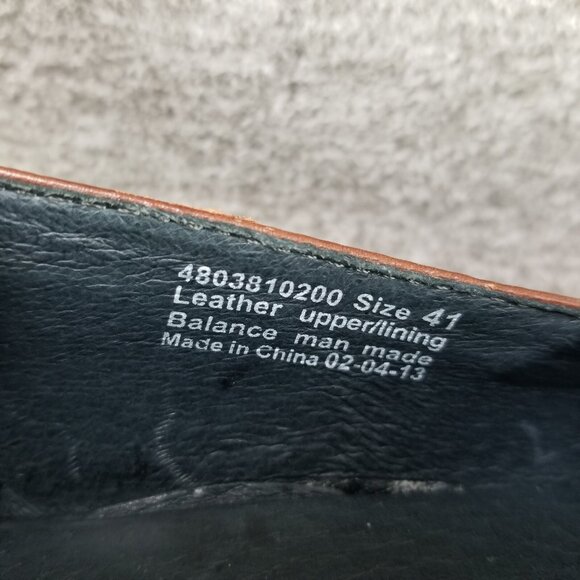 4803810200 Size 41
Leather upper/lining
Balance man made
Made in China 02-04-13